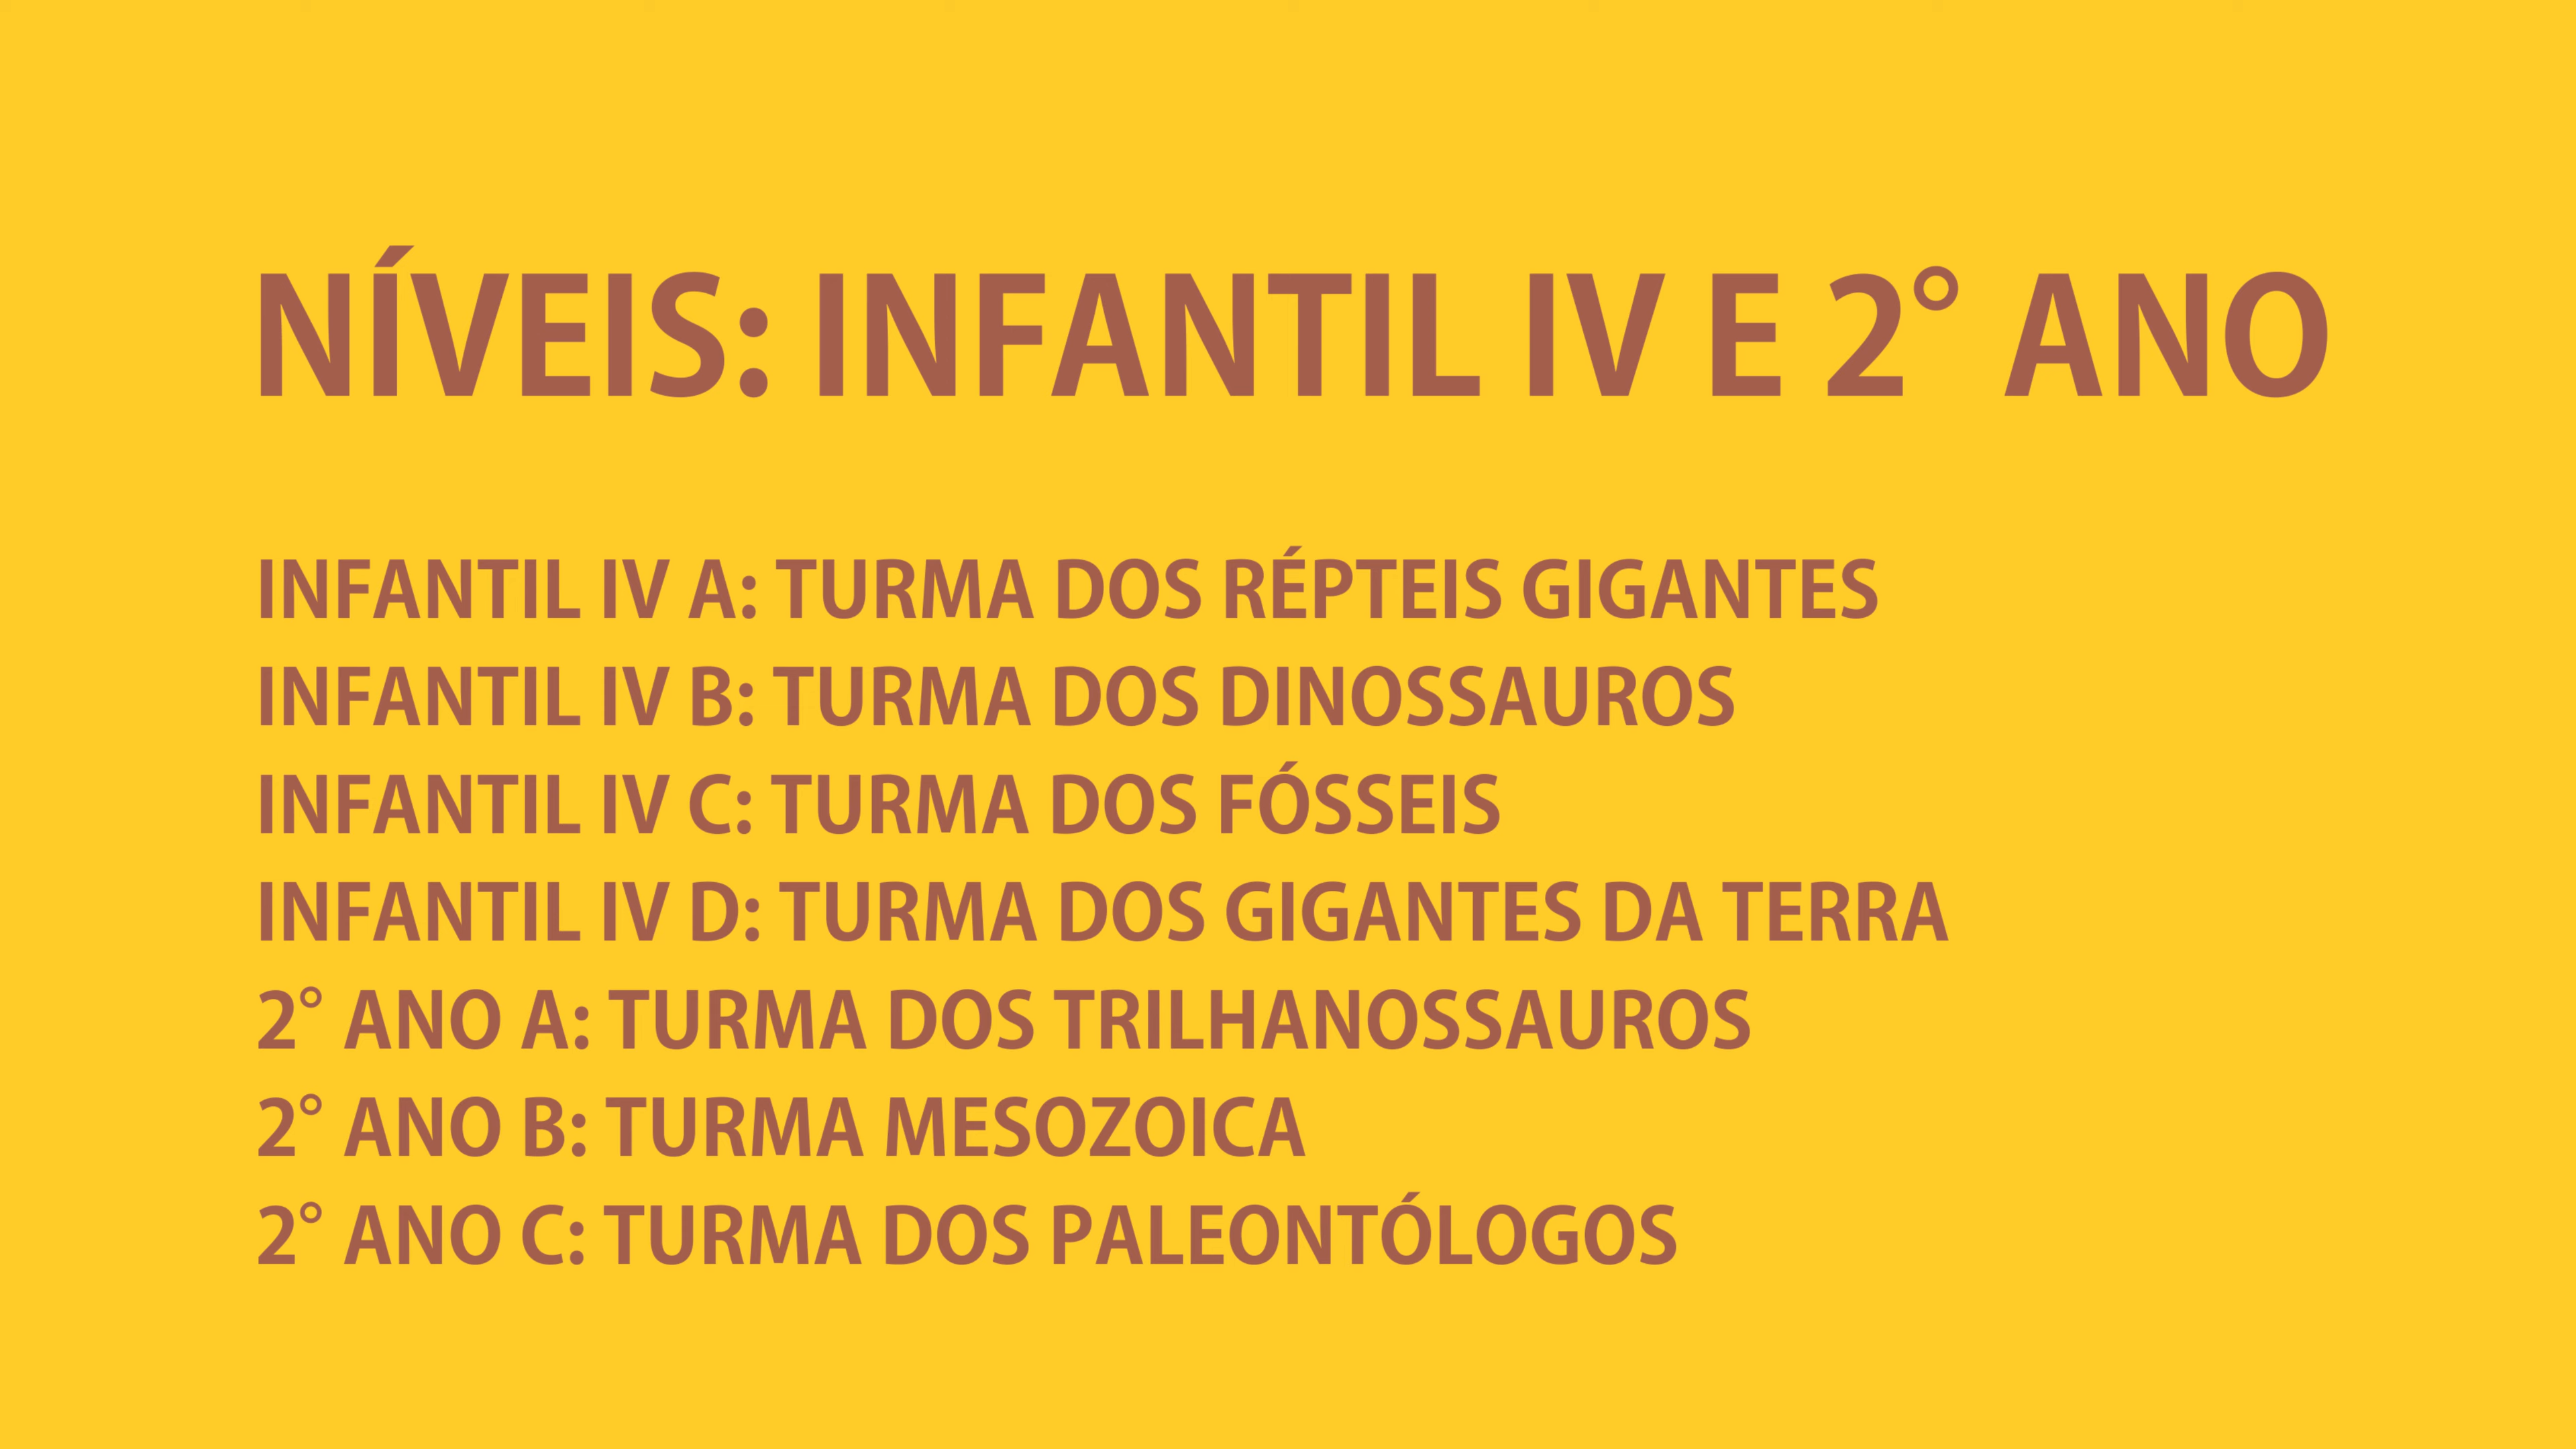 NÍVEIS: INFANTIL IV E 2° ANO
INFANTIL IV A: TURMA DOS RÉPTEIS GIGANTES
INFANTIL IV B: TURMA DOS DINOSSAUROS
INFANTIL IV C: TURMA DOS FÓSSEIS
INFANTIL IV D: TURMA DOS GIGANTES DA TERRA
2° ANO A: TURMA DOS TRILHANOSSAUROS
2° ANO B: TURMA MESOZOICA
2° ANO C: TURMA DOS PALEONTÓLOGOS